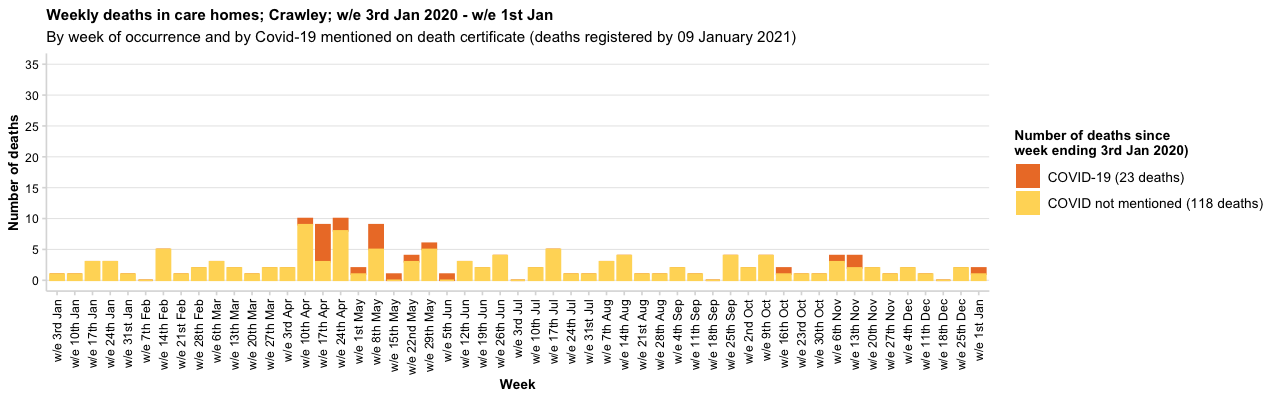 Weekly deaths in care homes; Crawley; w/e 3rd Jan 2020 - w/e 1st Jan
By week of occurrence and by Covid-19 mentioned on death certificate (deaths registered by 09 January 2021)
Number of deaths
35
30
25
20
15
10
5
0
w/e 3rd Jan
w/e 10th Jan
w/e 17th Jan
w/e 24th Jan
w/e 31st Jan
w/e 7th Feb
w/e 14th Feb
w/e 21st Feb
w/e 28th Feb
w/e 6th Mar
w/e 13th Mar
w/e 20th Mar
w/e 27th Mar
w/e 3rd Apr
w/e 10th Apr
w/e 17th Apr
w/e 24th Apr
w/e 1st May
w/e 8th May
w/e 15th May
w/e 22nd May
w/e 29th May
w/e 5th Jun
w/e 12th Jun
w/e 19th Jun
w/e 26th Jun
w/e 3rd Jul
w/e 10th Jul
w/e 17th Jul
w/e 24th Jul
w/e 31st Jul
w/e 7th Aug
w/e 14th Aug
w/e 21st Aug
w/e 28th Aug
w/e 4th Sep
w/e 11th Sep
w/e 18th Sep
w/e 25th Sep
w/e 2nd Oct
w/e 9th Oct
w/e 16th Oct
w/e 23rd Oct
w/e 30th Oct
w/e 6th Nov
w/e 13th Nov
w/e 20th Nov
w/e 27th Nov
w/e 4th Dec
w/e 11th Dec
w/e 18th Dec
w/e 25th Dec
w/e 1st Jan
Week
Number of deaths since
week ending 3rd Jan 2020)
COVID-19 (23 deaths)
COVID not mentioned (118 deaths)